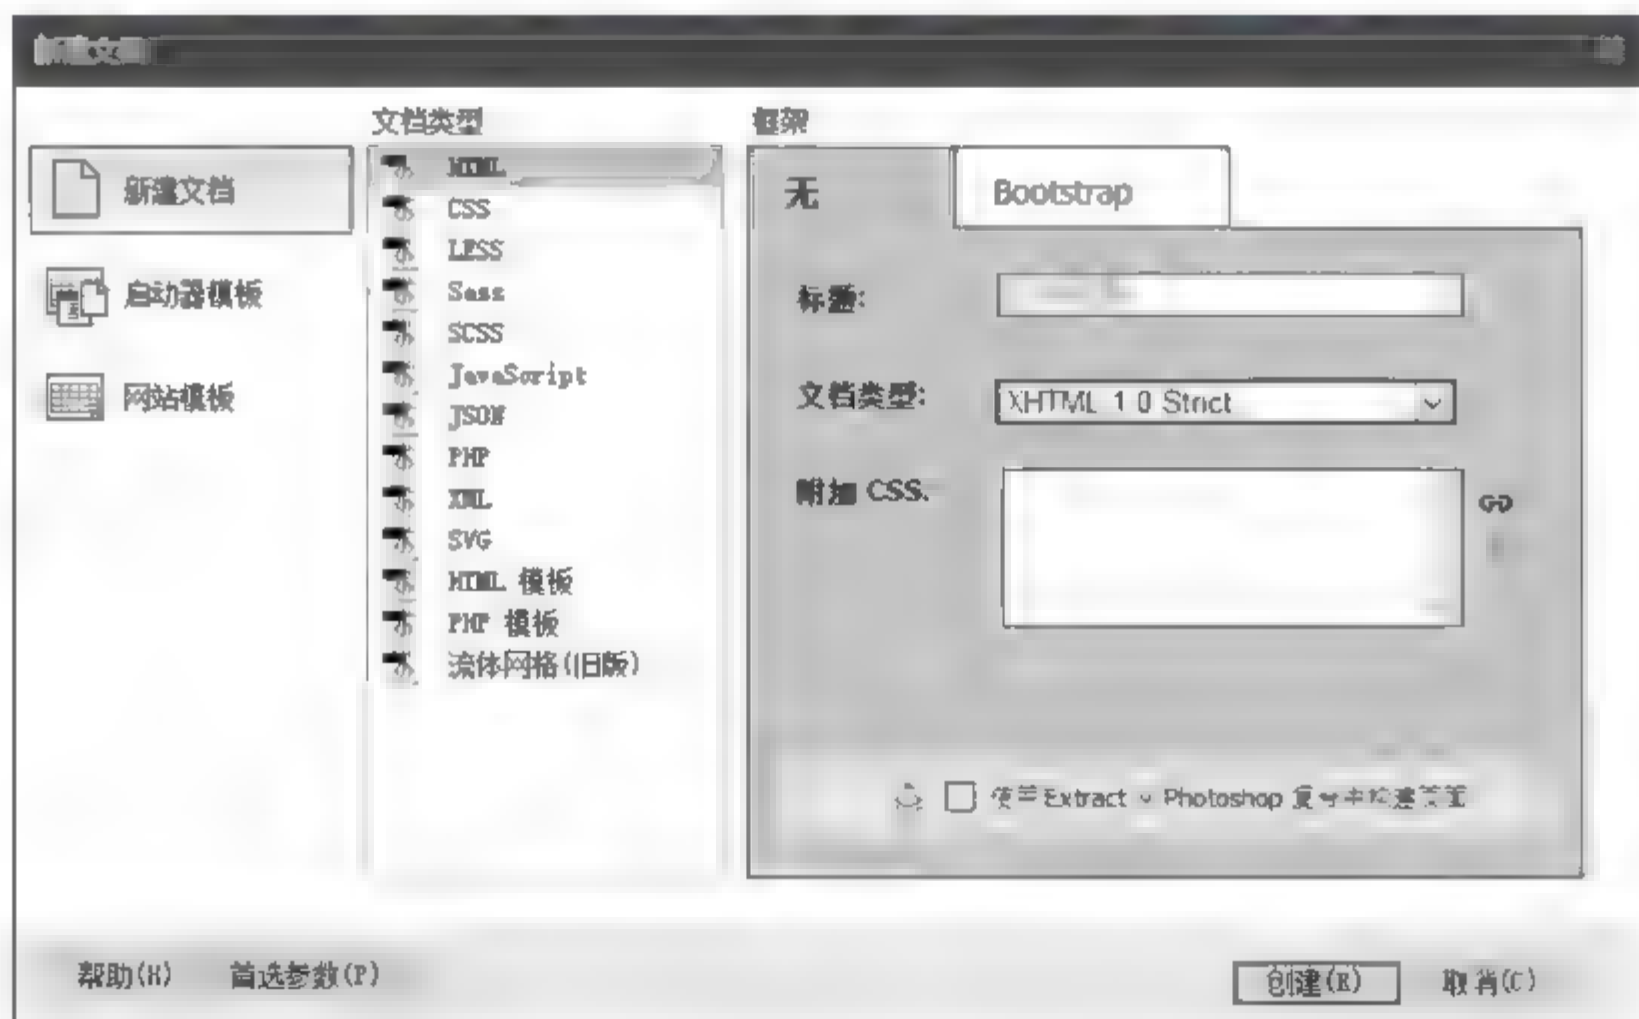 新建文档
新建文档
启动器模板
网站模板
文档类型
HTML
CSS
LESS
Sass
SCSS
JavaScript
JSON
PHP
XML
SVG
HTML 模板
PHP 模板
流体网格(旧版)
框架
无
Bootstrap
标题:
文档类型:
XHTML 1 0 Strict
附加 CSS.
Extract
Photoshop
帮助(H)
首选参数(P)
创建(R)
取消(C)